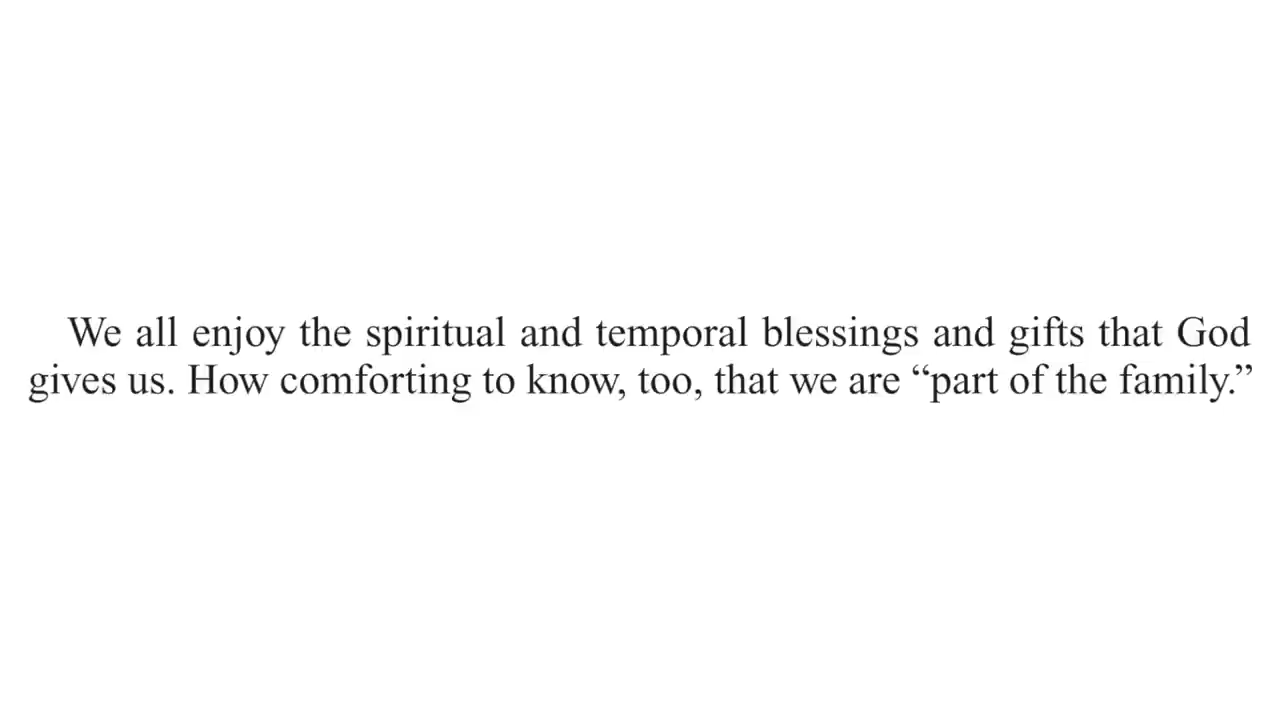 We all enjoy the spiritual and temporal blessings and gifts that God
gives us. How comforting to know, too, that we are “part of the family.”